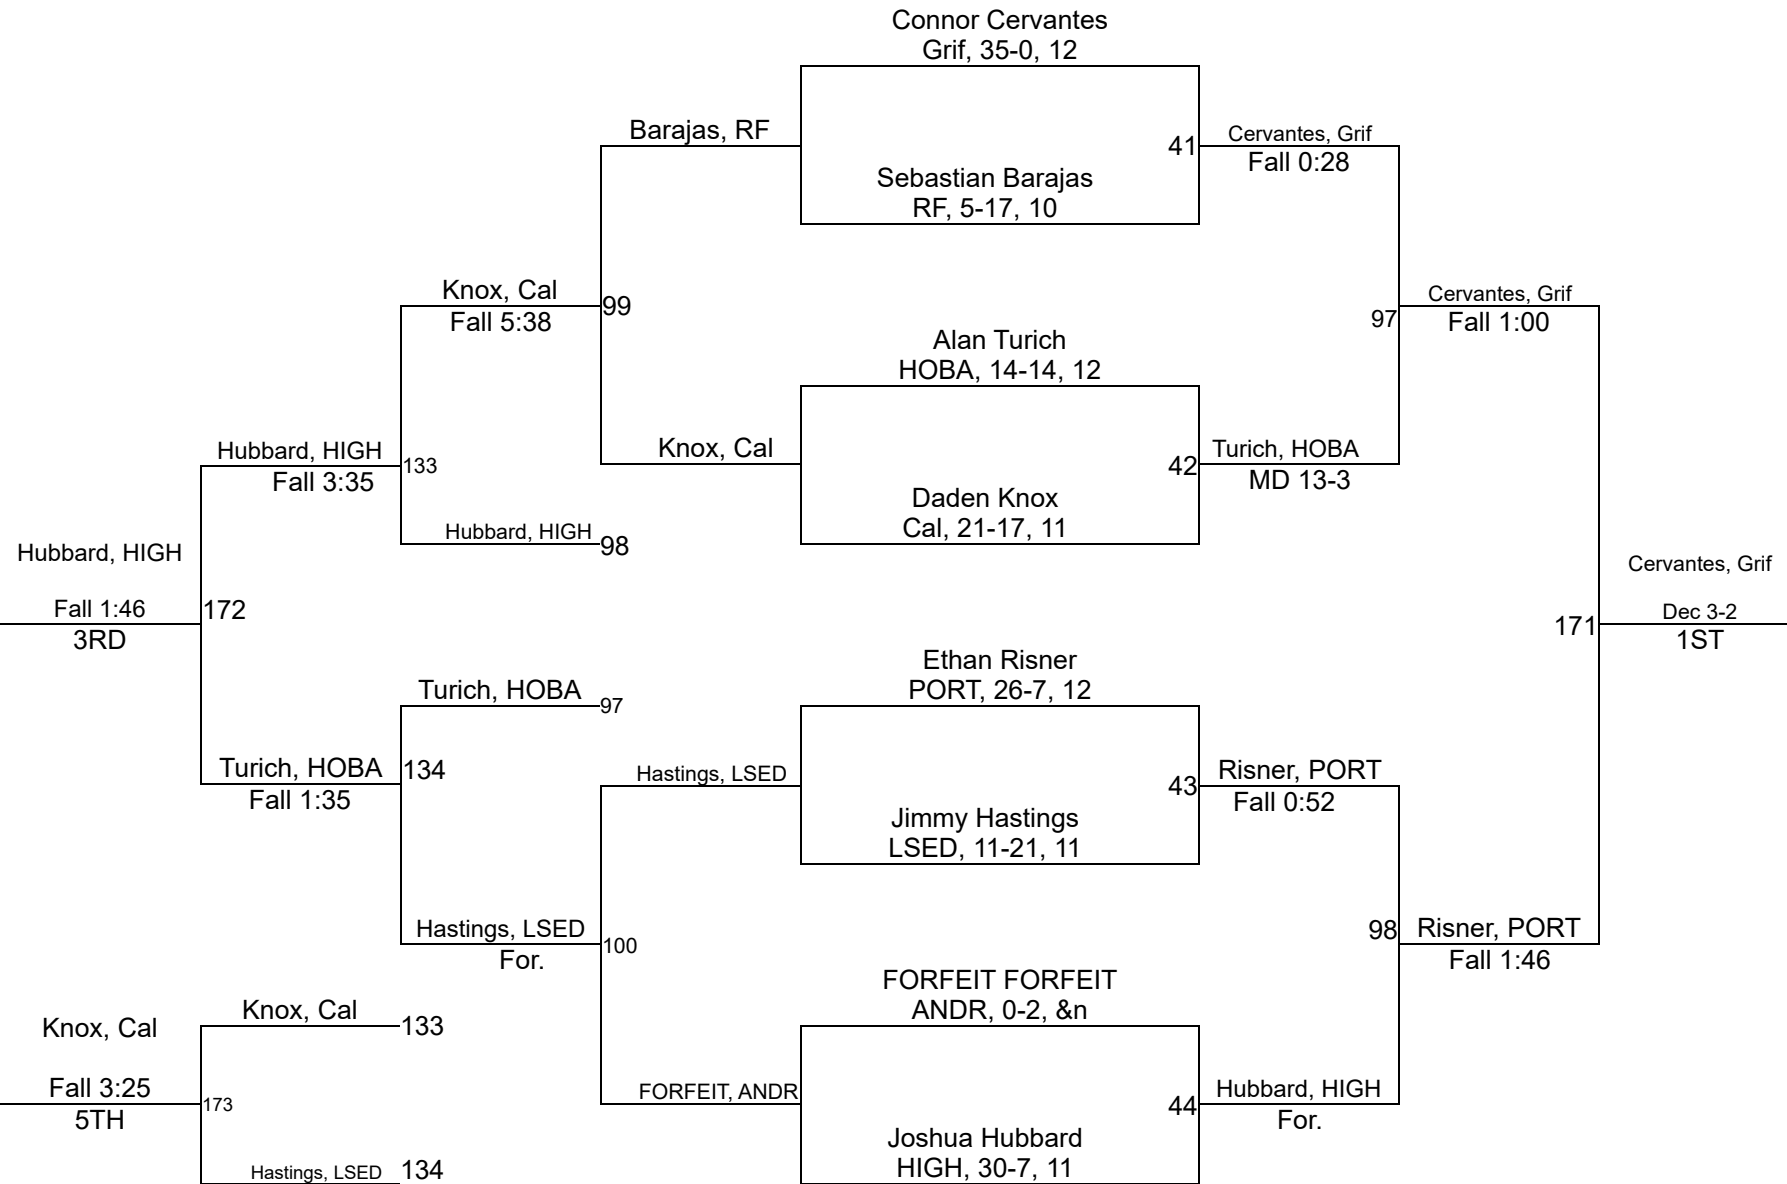 Connor Cervantes
Grif, 35-0, 12
Barajas, RF
41
Cervantes, Grif
Fall 0:28
Sebastian Barajas
RF, 5-17, 10
Knox, Cal
Fall 5:38
99
Cervantes, Grif
Fall 1:00
97
Alan Turich
HOBA, 14-14, 12
Hubbard, HIGH
Fall 3:35
133
Knox, Cal
42
Turich, HOBA
MD 13-3
Daden Knox
Cal, 21-17, 11
Hubbard, HIGH
98
Hubbard, HIGH
Fall 1:46
3RD
172
Cervantes, Grif
Dec 3-2
1ST
171
Ethan Risner
PORT, 26-7, 12
Turich, HOBA
97
Turich, HOBA
Fall 1:35
134
Hastings, LSED
43
Risner, PORT
Fall 0:52
Jimmy Hastings
LSED, 11-21, 11
Hastings, LSED
For.
100
98
Risner, PORT
Fall 1:46
FORFEIT FORFEIT
ANDR, 0-2, &n
Knox, Cal
133
Knox, Cal
Fall 3:25
5TH
173
FORFEIT, ANDR
44
Hubbard, HIGH
For.
Joshua Hubbard
HIGH, 30-7, 11
Hastings, LSED
134